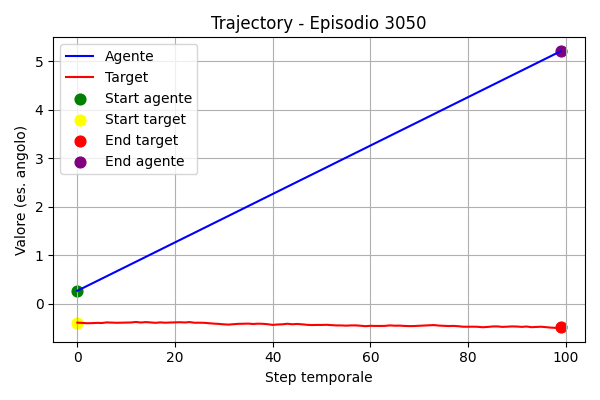 Trajectory - Episodio 3050
Agente
Target
Start agente
Start target
End target
End agente
Valore (es. angolo)
5
4
3
2
1
0
0 20 40 60 80 100
Step temporale